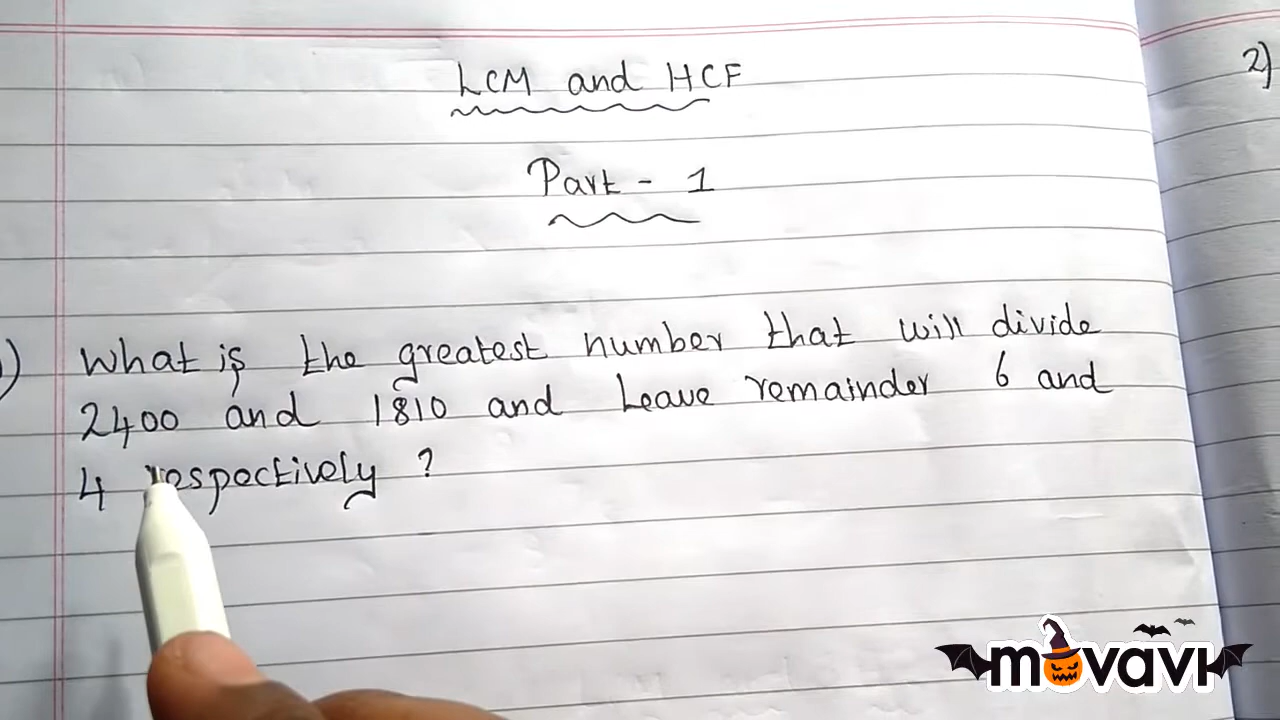 LCM and HCF
Part - 1
) What is the greatest number that will divide
2400 and 1810 and Leave remainder 6 and
4 respectively ?
2)
movavi